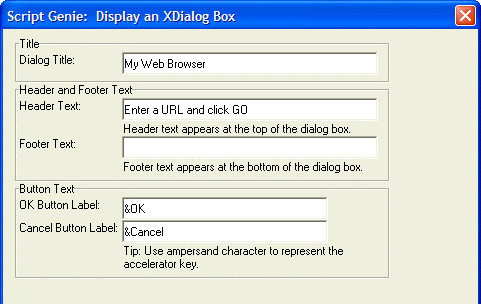 Script Genie:  Display an XDialog Box
Title
Dialog Title:
My Web Browser
Header and Footer Text
Header Text:
Enter a URL and click GO
Header text appears at the top of the dialog box.
Footer Text:
Footer text appears at the bottom of the dialog box.
Button Text
OK Button Label:
&OK
Cancel Button Label:
&Cancel
Tip: Use ampersand character to represent the
accelerator key.